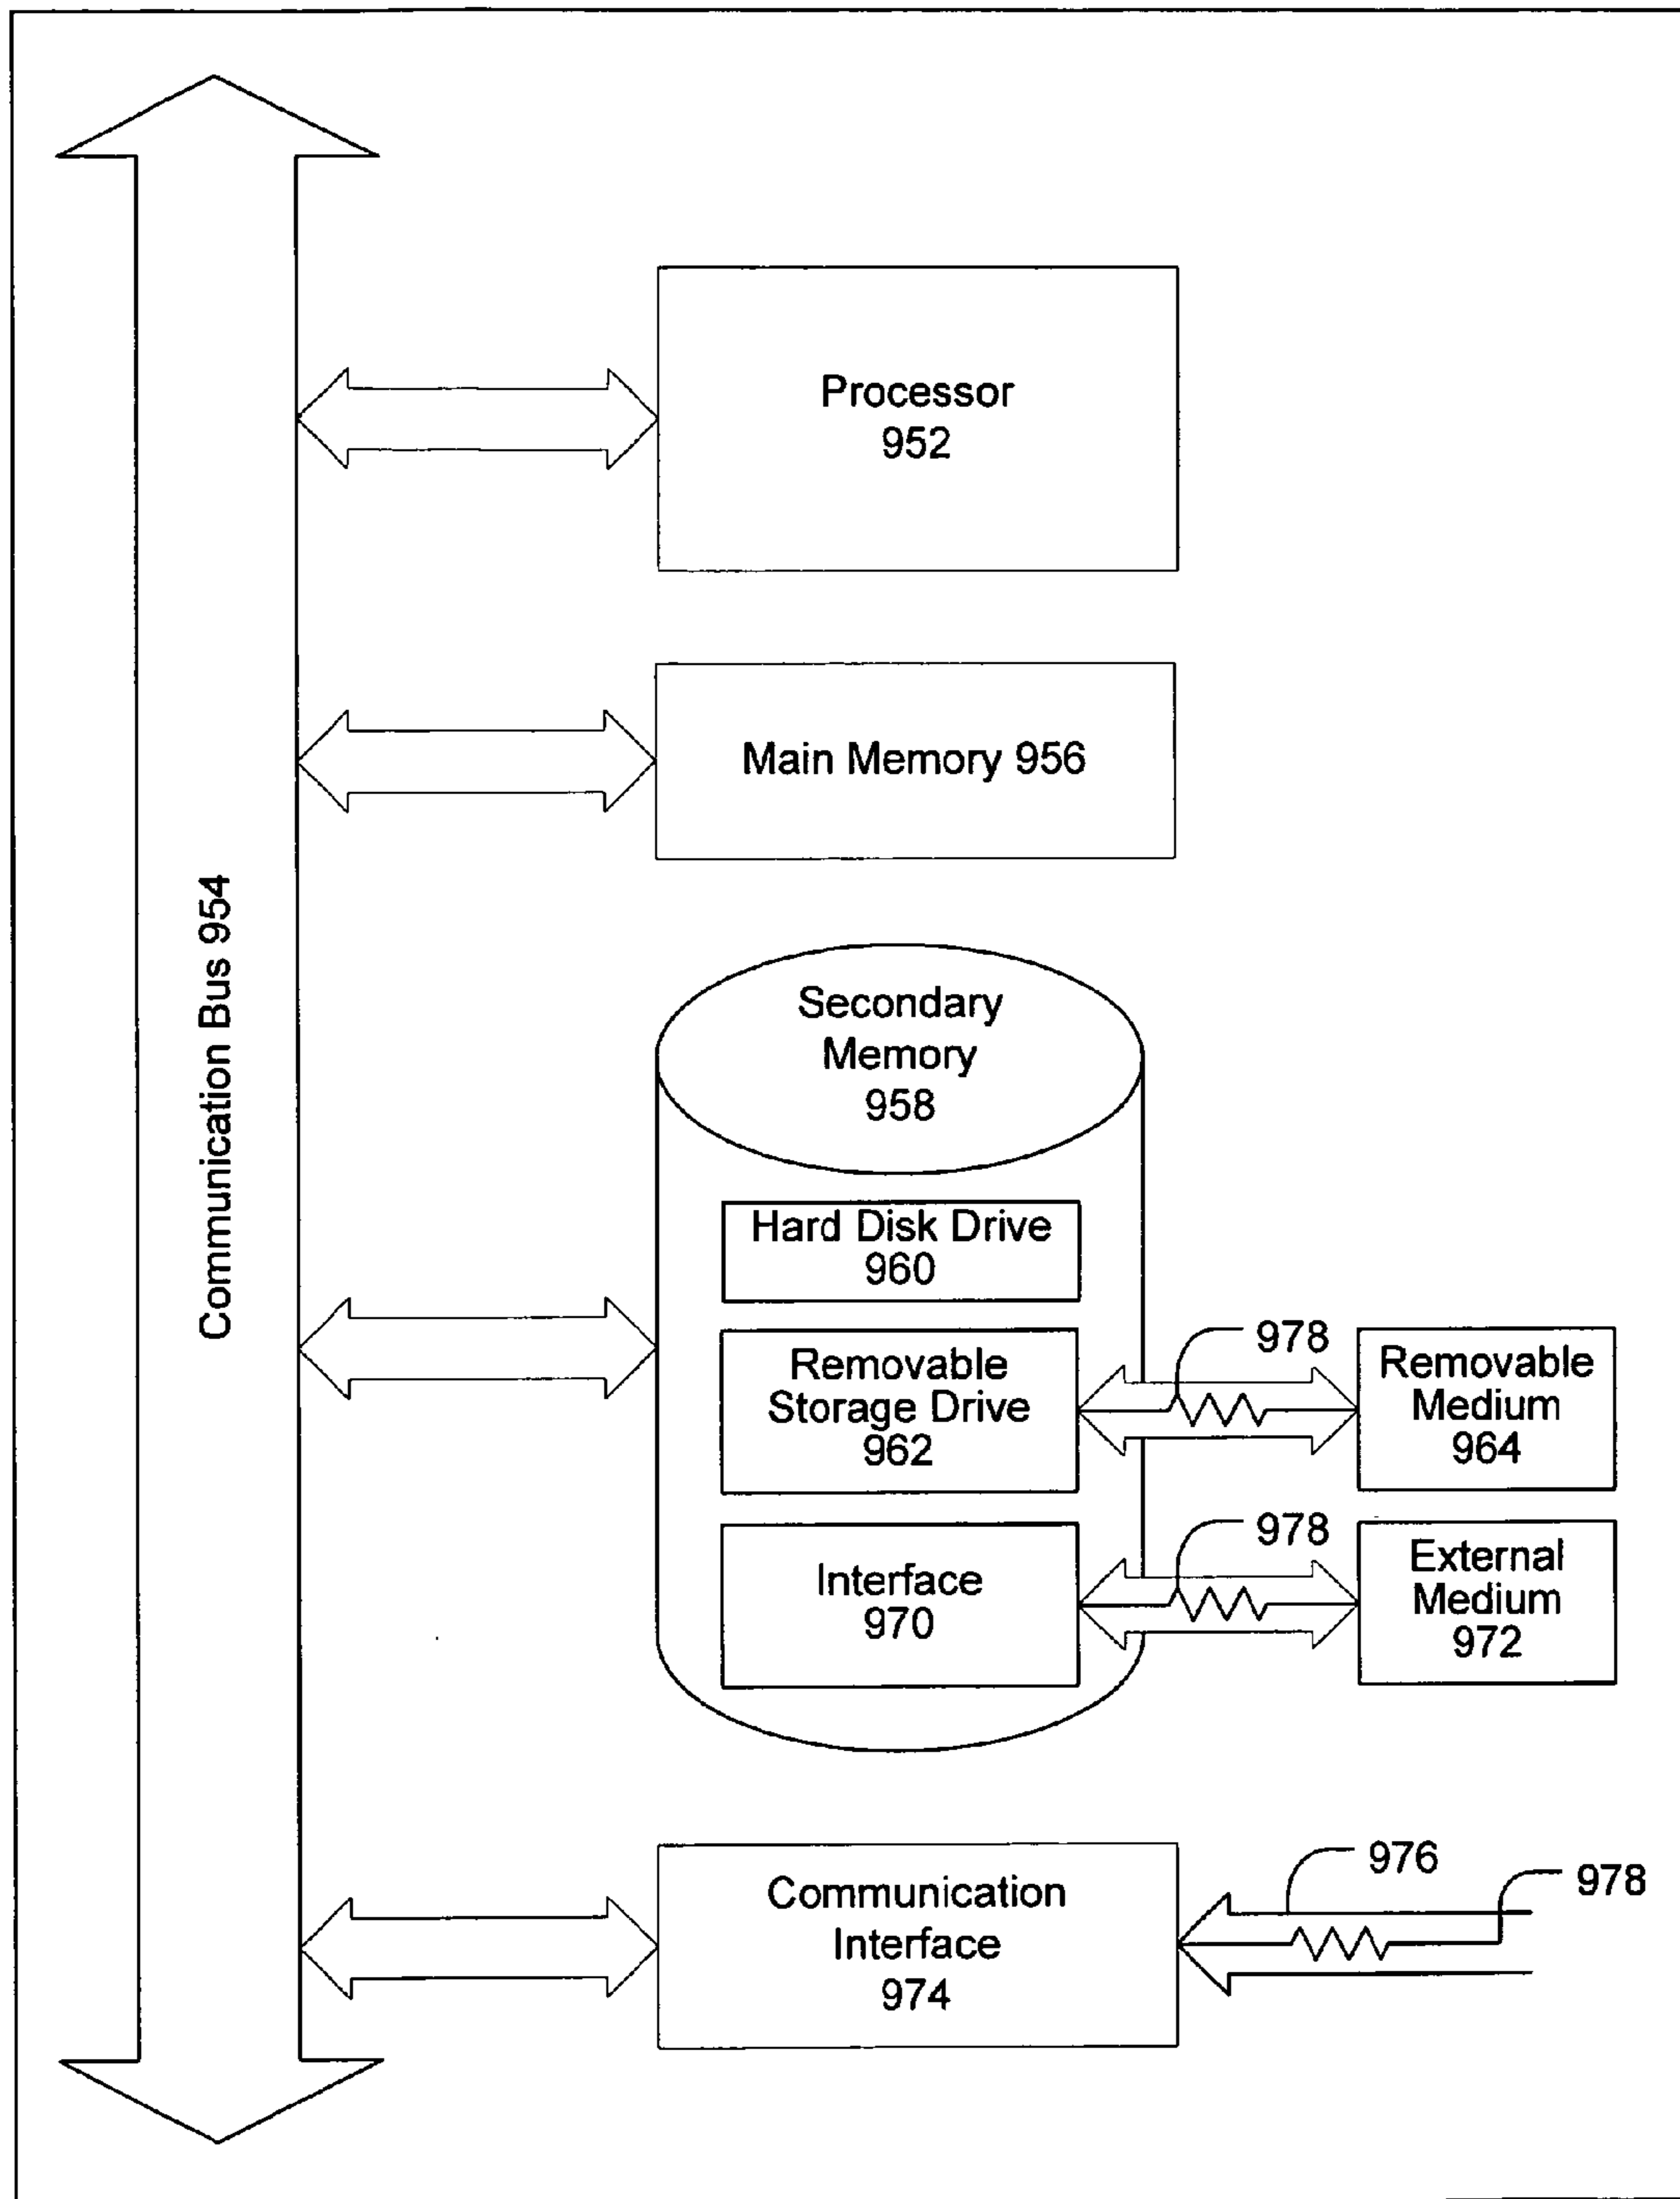 Communication Bus 954
Processor
952
Main Memory 956
Secondary
Memory
958
Hard Disk Drive
960
Removable
Storage Drive
962
978
Removable
Medium
964
Interface
970
978
External
Medium
972
Communication
Interface
974
976
978